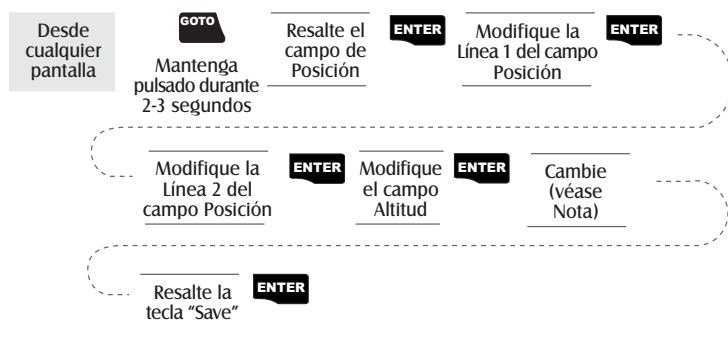 Desde
cualquier
pantalla
GOTO
Mantenga
pulsado durante
2-3 segundos
Resalte el
campo de
Posición
ENTER
Modifique la
Línea 1 del campo
Posición
ENTER
Modifique la
Línea 2 del
campo Posición
ENTER
Modifique
el campo
Altitud
ENTER
Cambie
(véase
Nota)
Resalte la
tecla “Save”
ENTER